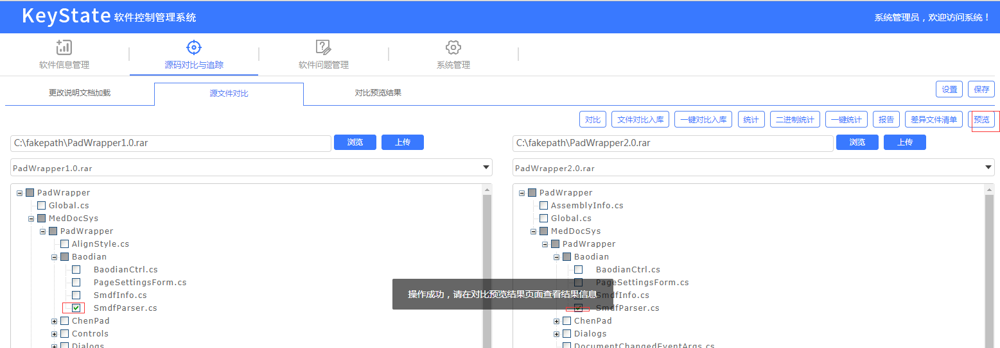 KeyState 软件控制管理系统 系统管理员，欢迎访问系统！
软件信息管理 源码对比与追踪 软件问题管理 系统管理
更改说明文档加载 源文件对比 对比预览结果 设置 保存
对比 文件对比入库 一键对比入库 统计 二进制统计 一键统计 报告 差异文件清单 预览
C:\fakepath\PadWrapper1.0.rar 浏览 上传 C:\fakepath\PadWrapper2.0.rar 浏览 上传
PadWrapper1.0.rar PadWrapper2.0.rar
PadWrapper PadWrapper
Global.cs AssemblyInfo.cs
MedDocSys Global.cs
PadWrapper MedDocSys
AlignStyle.cs PadWrapper
Baodian Baodian
BaodianCtrl.cs BaodianCtrl.cs
PageSettingsForm.cs PageSettingsForm.cs
SmdfInfo.cs 操作成功，请在对比预览结果页面查看结果信息 SmdfInfo.cs
SmdfParser.cs SmdfParser.cs
ChenPad ChenPad
Controls Dialogs
Dialogs DocumentChangedEventArgs.cs